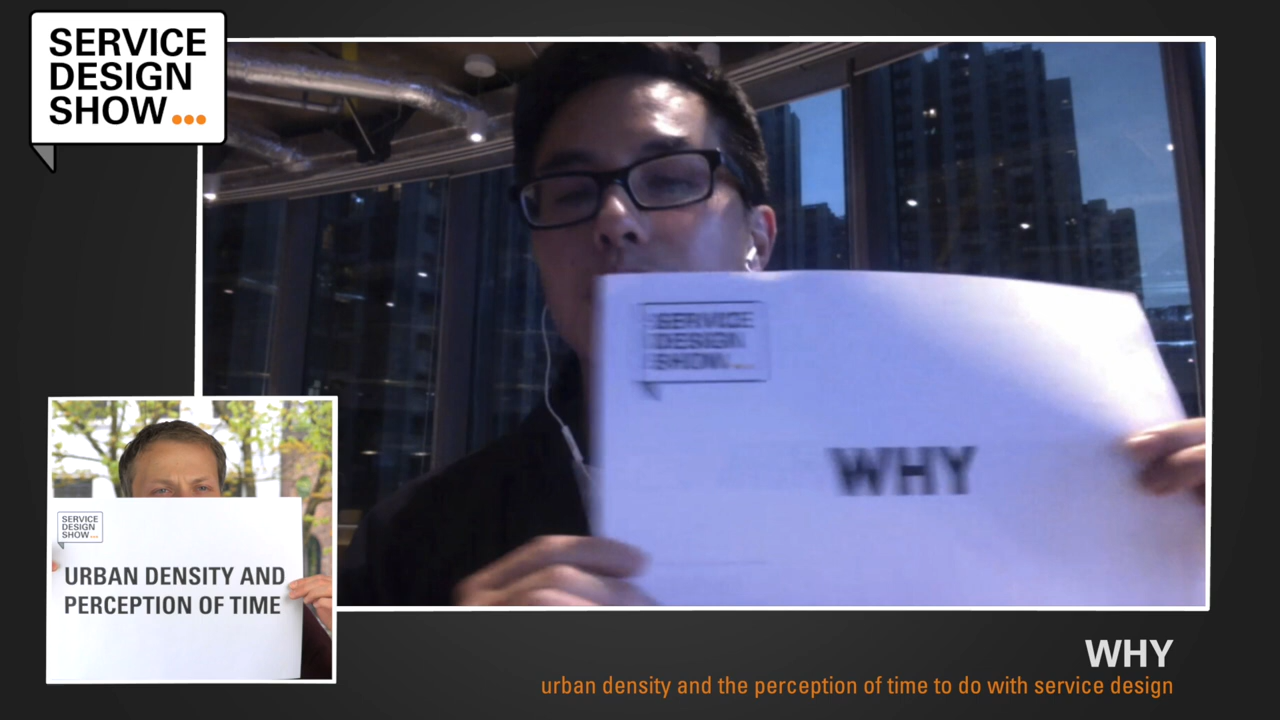 SERVICE
DESIGN
SHOW...
SERVICE
DESIGN
SHOW...
WHY
SERVICE
DESIGN
SHOW...
URBAN DENSITY AND
PERCEPTION OF TIME
WHY
urban density and the perception of time to do with service design